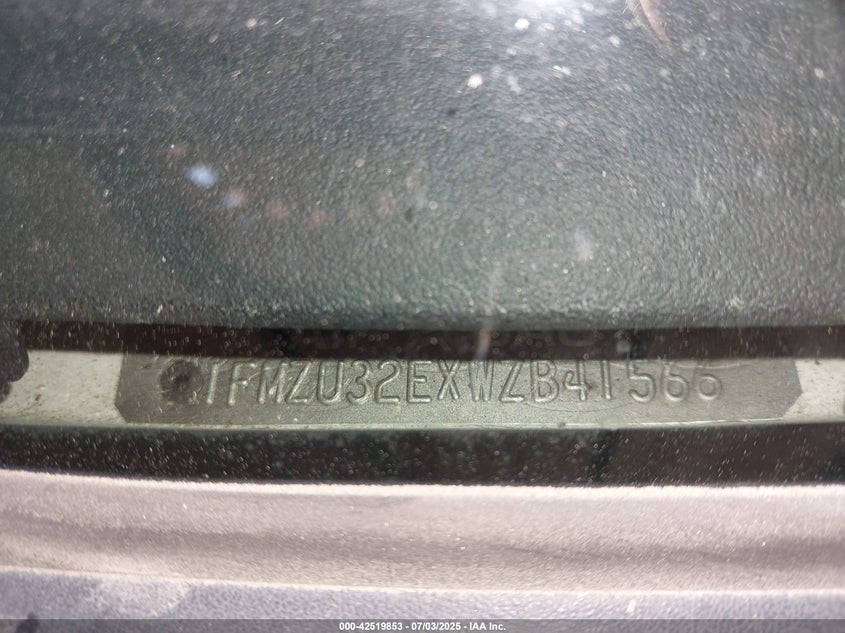 1FMZU32EXWZB41566
000-42519853 - 07/03/2025 - IAA Inc.